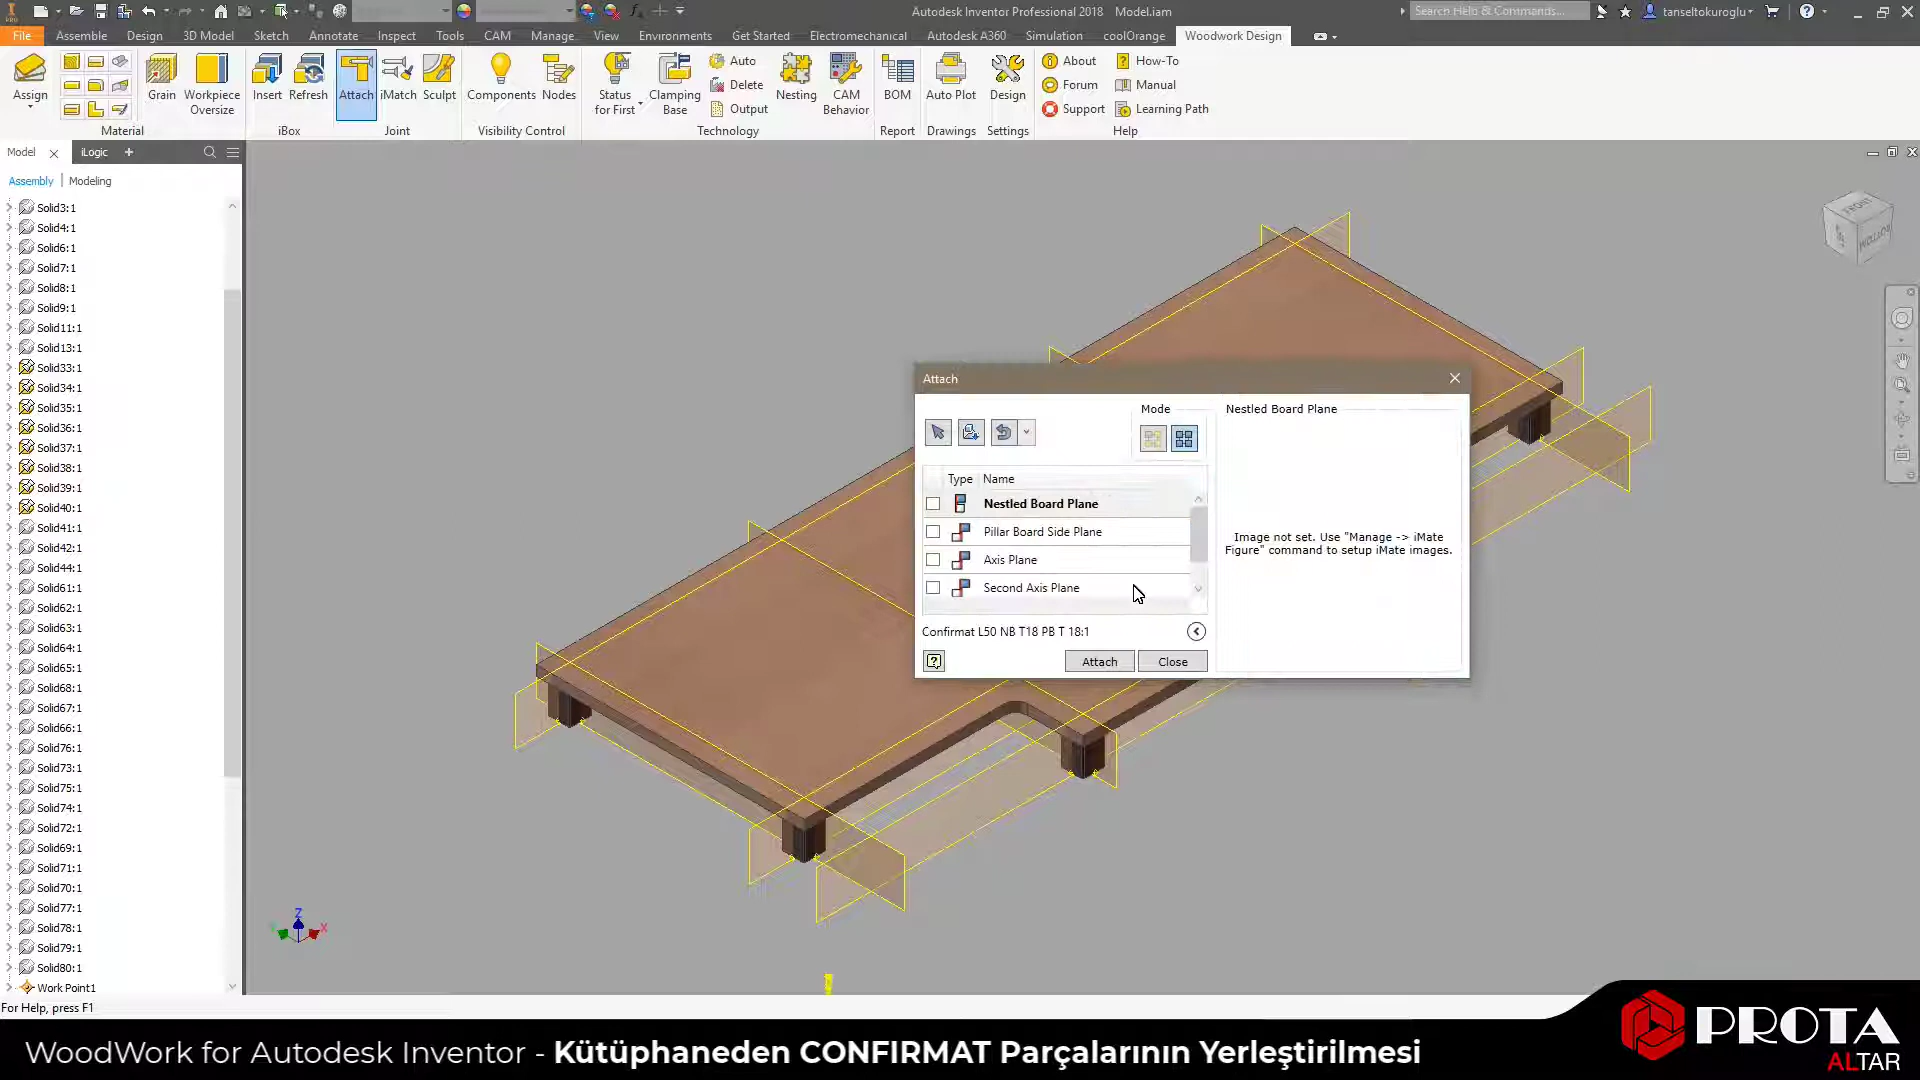 Autodesk Inventor Professional 2018 Model.iam
Search Help & Commands...
tanseltokuroglu
File Assemble Design 3D Model Sketch Annotate Inspect Tools CAM Manage View Environments Get Started Electromechanical Autodesk A360 Simulation coolOrange Woodwork Design
Assign
Grain
Workpiece Oversize
Insert
Refresh
Attach
iMatch
Sculpt
Components
Nodes
Status for First
Clamping Base
Auto
Delete
Output
Nesting
CAM Behavior
BOM
Auto Plot
Design
About
Forum
Support
How-To
Manual
Learning Path
Material iBox Joint Visibility Control Technology Report Drawings Settings Help
Model iLogic +
Assembly | Modeling
Solid3:1
Solid4:1
Solid6:1
Solid7:1
Solid8:1
Solid9:1
Solid11:1
Solid13:1
Solid33:1
Solid34:1
Solid35:1
Solid36:1
Solid37:1
Solid38:1
Solid39:1
Solid40:1
Solid41:1
Solid42:1
Solid44:1
Solid61:1
Solid62:1
Solid63:1
Solid64:1
Solid65:1
Solid68:1
Solid67:1
Solid66:1
Solid76:1
Solid73:1
Solid75:1
Solid74:1
Solid72:1
Solid69:1
Solid71:1
Solid70:1
Solid77:1
Solid78:1
Solid79:1
Solid80:1
Work Point1
For Help, press F1
FRONT
BOTTOM
Z
X
Attach
Mode
Nestled Board Plane
Type Name
Nestled Board Plane
Pillar Board Side Plane
Axis Plane
Second Axis Plane
Image not set. Use "Manage -> iMate
Figure" command to setup iMate images.
Confirmat L50 NB T18 PB T 18:1
Attach Close
WoodWork for Autodesk Inventor - Kütüphaneden CONFIRMAT Parçalarının Yerleştirilmesi
PROTA
ALTAR